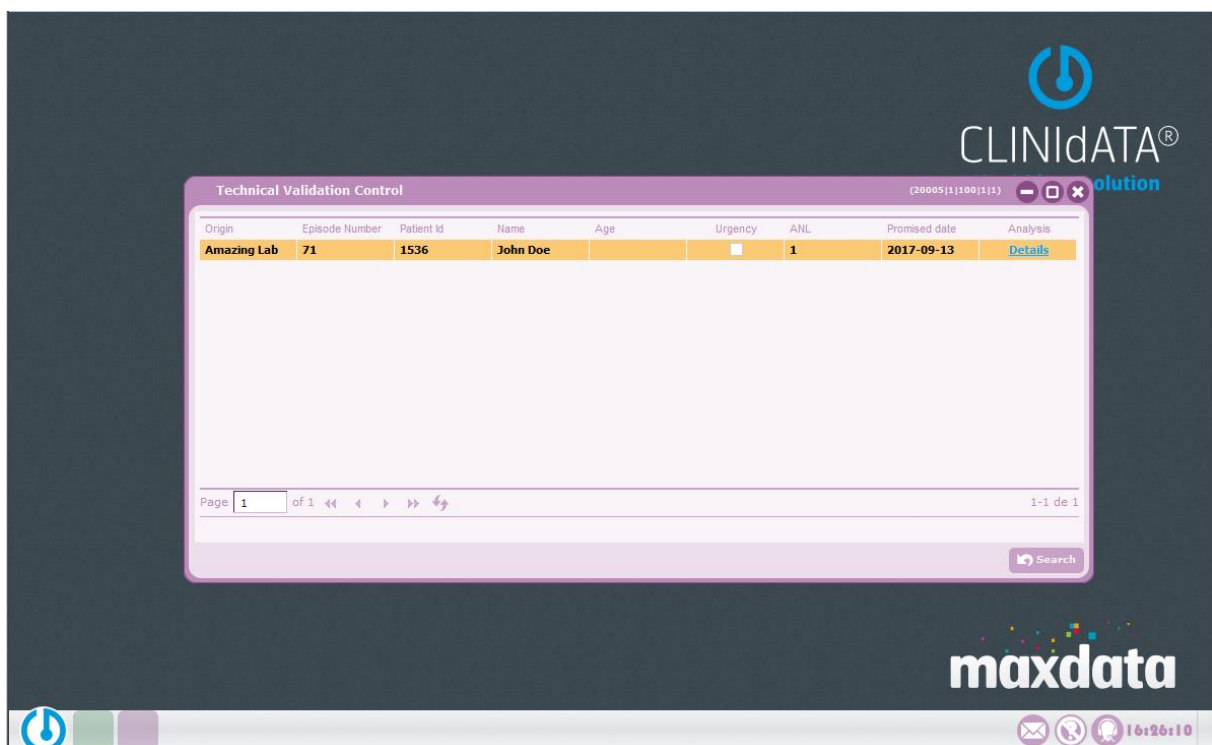 CLINIdATA®
olution
Technical Validation Control (20005|1|100|1|1)
Origin Episode Number Patient Id Name Age Urgency ANL Promised date Analysis
Amazing Lab 71 1536 John Doe 1 2017-09-13 Details
Page 1 of 1 1-1 de 1
Search
maxdata
16:26:10